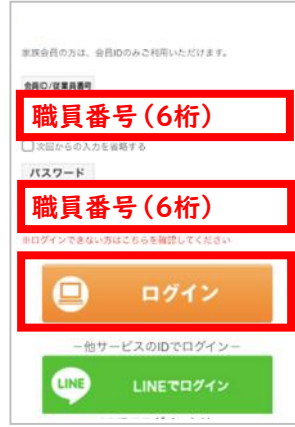 家族会員の方は、会員IDのみご利用いただけます。
会員ID/従業員番号
職員番号(6桁)
次回からの入力を省略する
パスワード
職員番号(6桁)
※ログインできない方はこちらを確認してください
ログイン
-他サービスのIDでログイン-
LINE
LINEでログイン